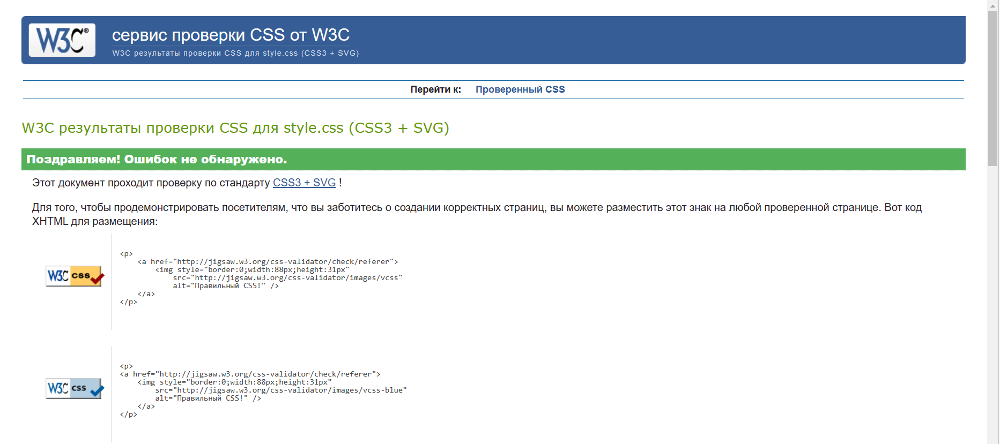 W3C®
сервис проверки CSS от W3C
W3C результаты проверки CSS для style.css (CSS3 + SVG)
Перейти к: Проверенный CSS
W3C результаты проверки CSS для style.css (CSS3 + SVG)
Поздравляем! Ошибок не обнаружено.
Этот документ проходит проверку по стандарту CSS3 + SVG !
Для того, чтобы продемонстрировать посетителям, что вы заботитесь о создании корректных страниц, вы можете разместить этот знак на любой проверенной странице. Вот код
XHTML для размещения:
W3C css
<p>
    <a href="http://jigsaw.w3.org/css-validator/check/referer">
        <img style="border:0;width:88px;height:31px"
            src="http://jigsaw.w3.org/css-validator/images/vcss"
            alt="Правильный CSS!" />
    </a>
</p>
W3C css
<p>
<a href="http://jigsaw.w3.org/css-validator/check/referer">
    <img style="border:0;width:88px;height:31px"
        src="http://jigsaw.w3.org/css-validator/images/vcss-blue"
        alt="Правильный CSS!" />
    </a>
</p>